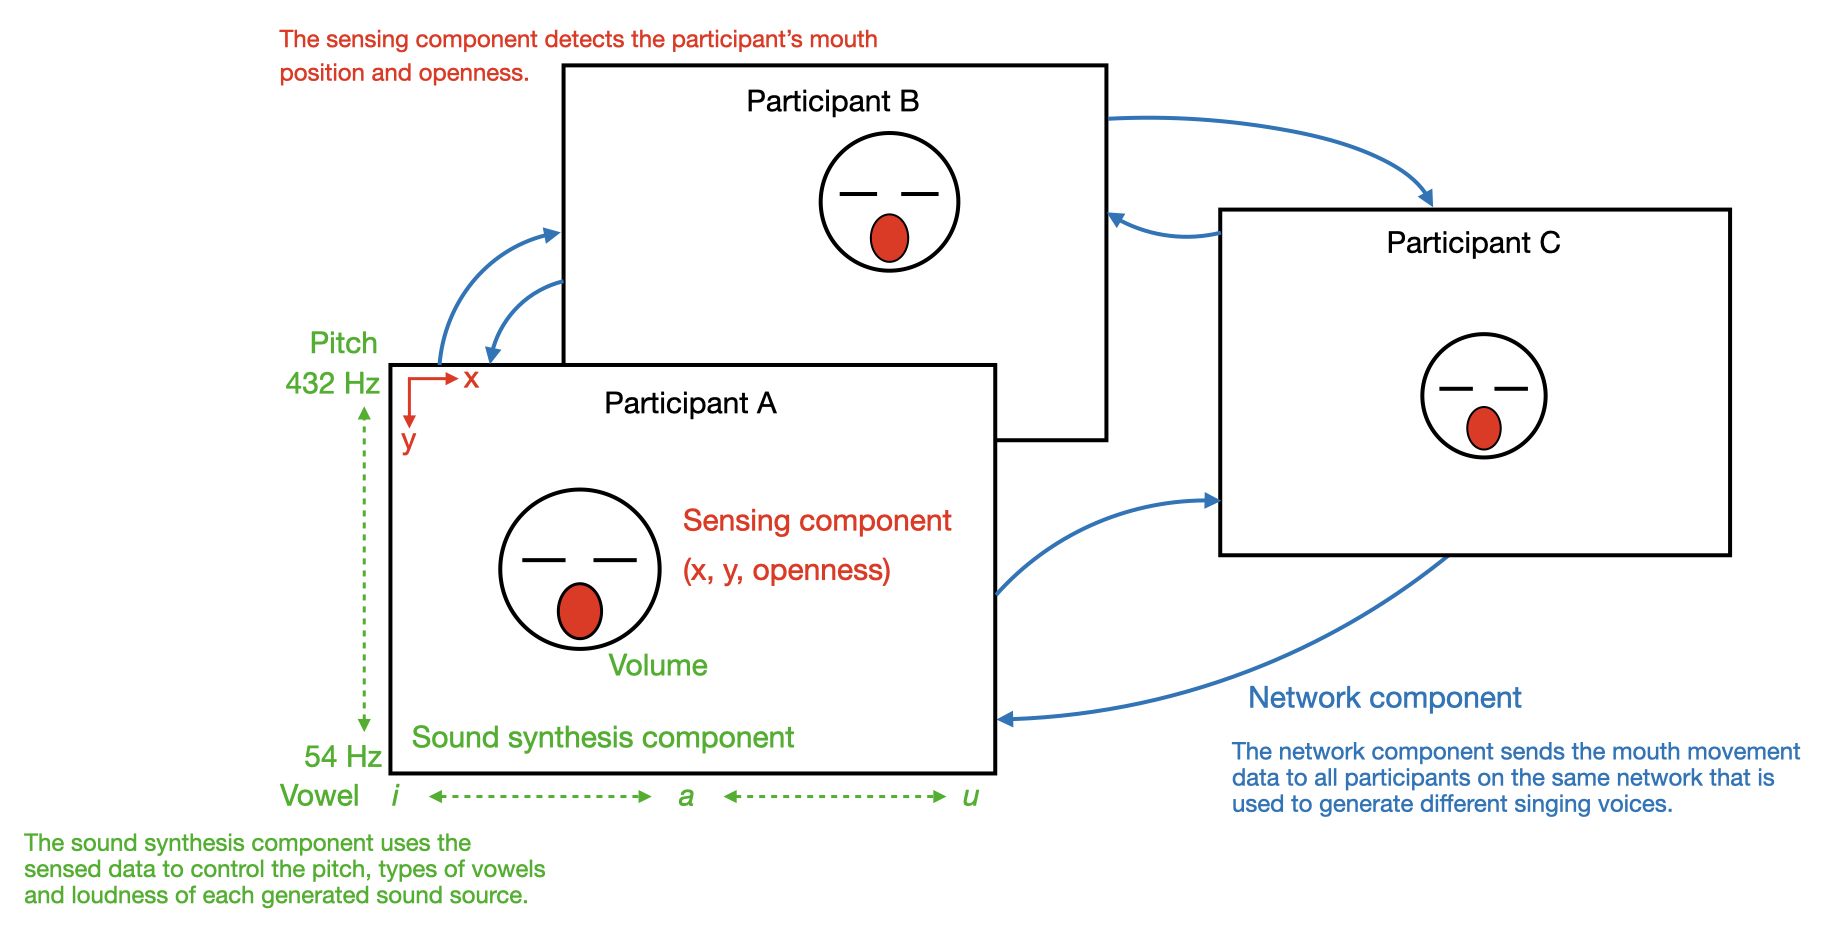 The sensing component detects the participant’s mouth
position and openness.
Participant B
Participant C
Pitch
432 Hz
x
y
Participant A
Sensing component
(x, y, openness)
Volume
Sound synthesis component
54 Hz
Vowel i a u
Network component
The network component sends the mouth movement
data to all participants on the same network that is
used to generate different singing voices.
The sound synthesis component uses the
sensed data to control the pitch, types of vowels
and loudness of each generated sound source.